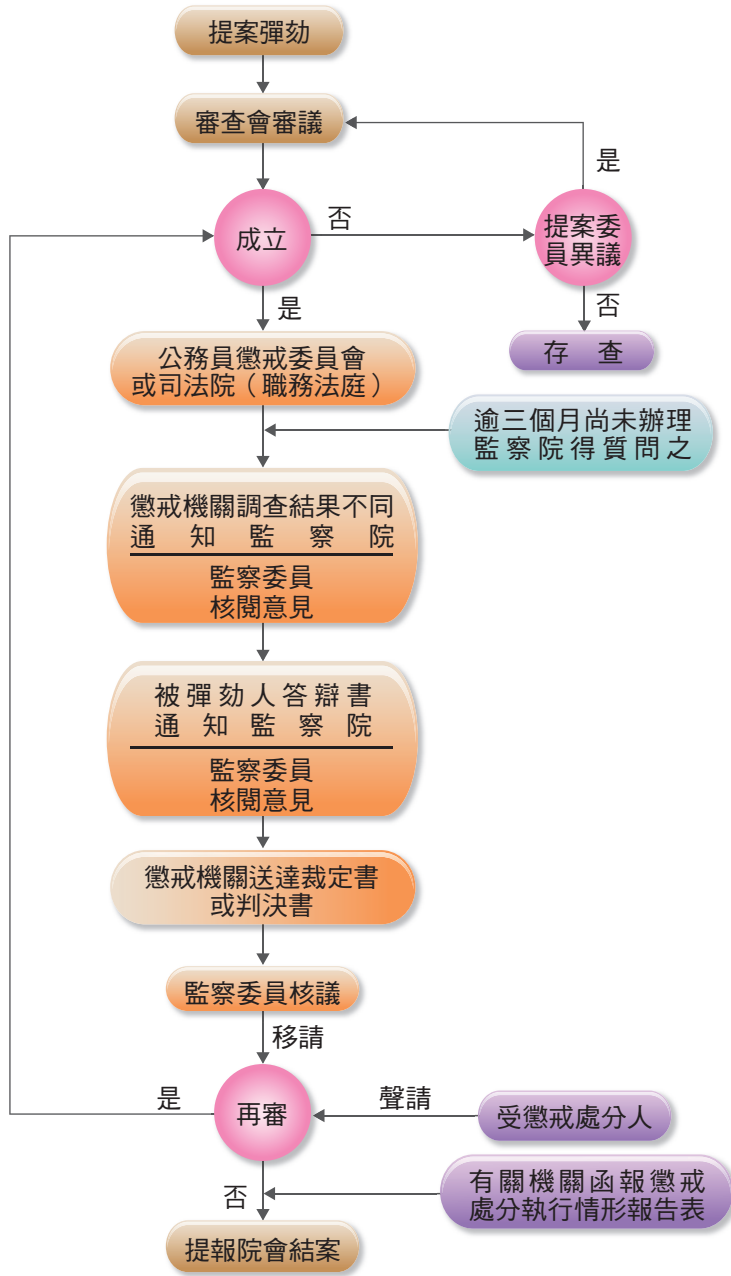 提案彈劾
審查會審議
是
成立
否
提案委
員異議
是
否
公務員懲戒委員會
或司法院（職務法庭）
存查
逾三個月尚未辦理
監察院得質問之
懲戒機關調查結果不同
通知監察院
監察委員
核閱意見
被彈劾人答辯書
通知監察院
監察委員
核閱意見
懲戒機關送達裁定書
或判決書
監察委員核議
移請
是
再審
聲請
受懲戒處分人
否
有關機關函報懲戒
處分執行情形報告表
提報院會結案